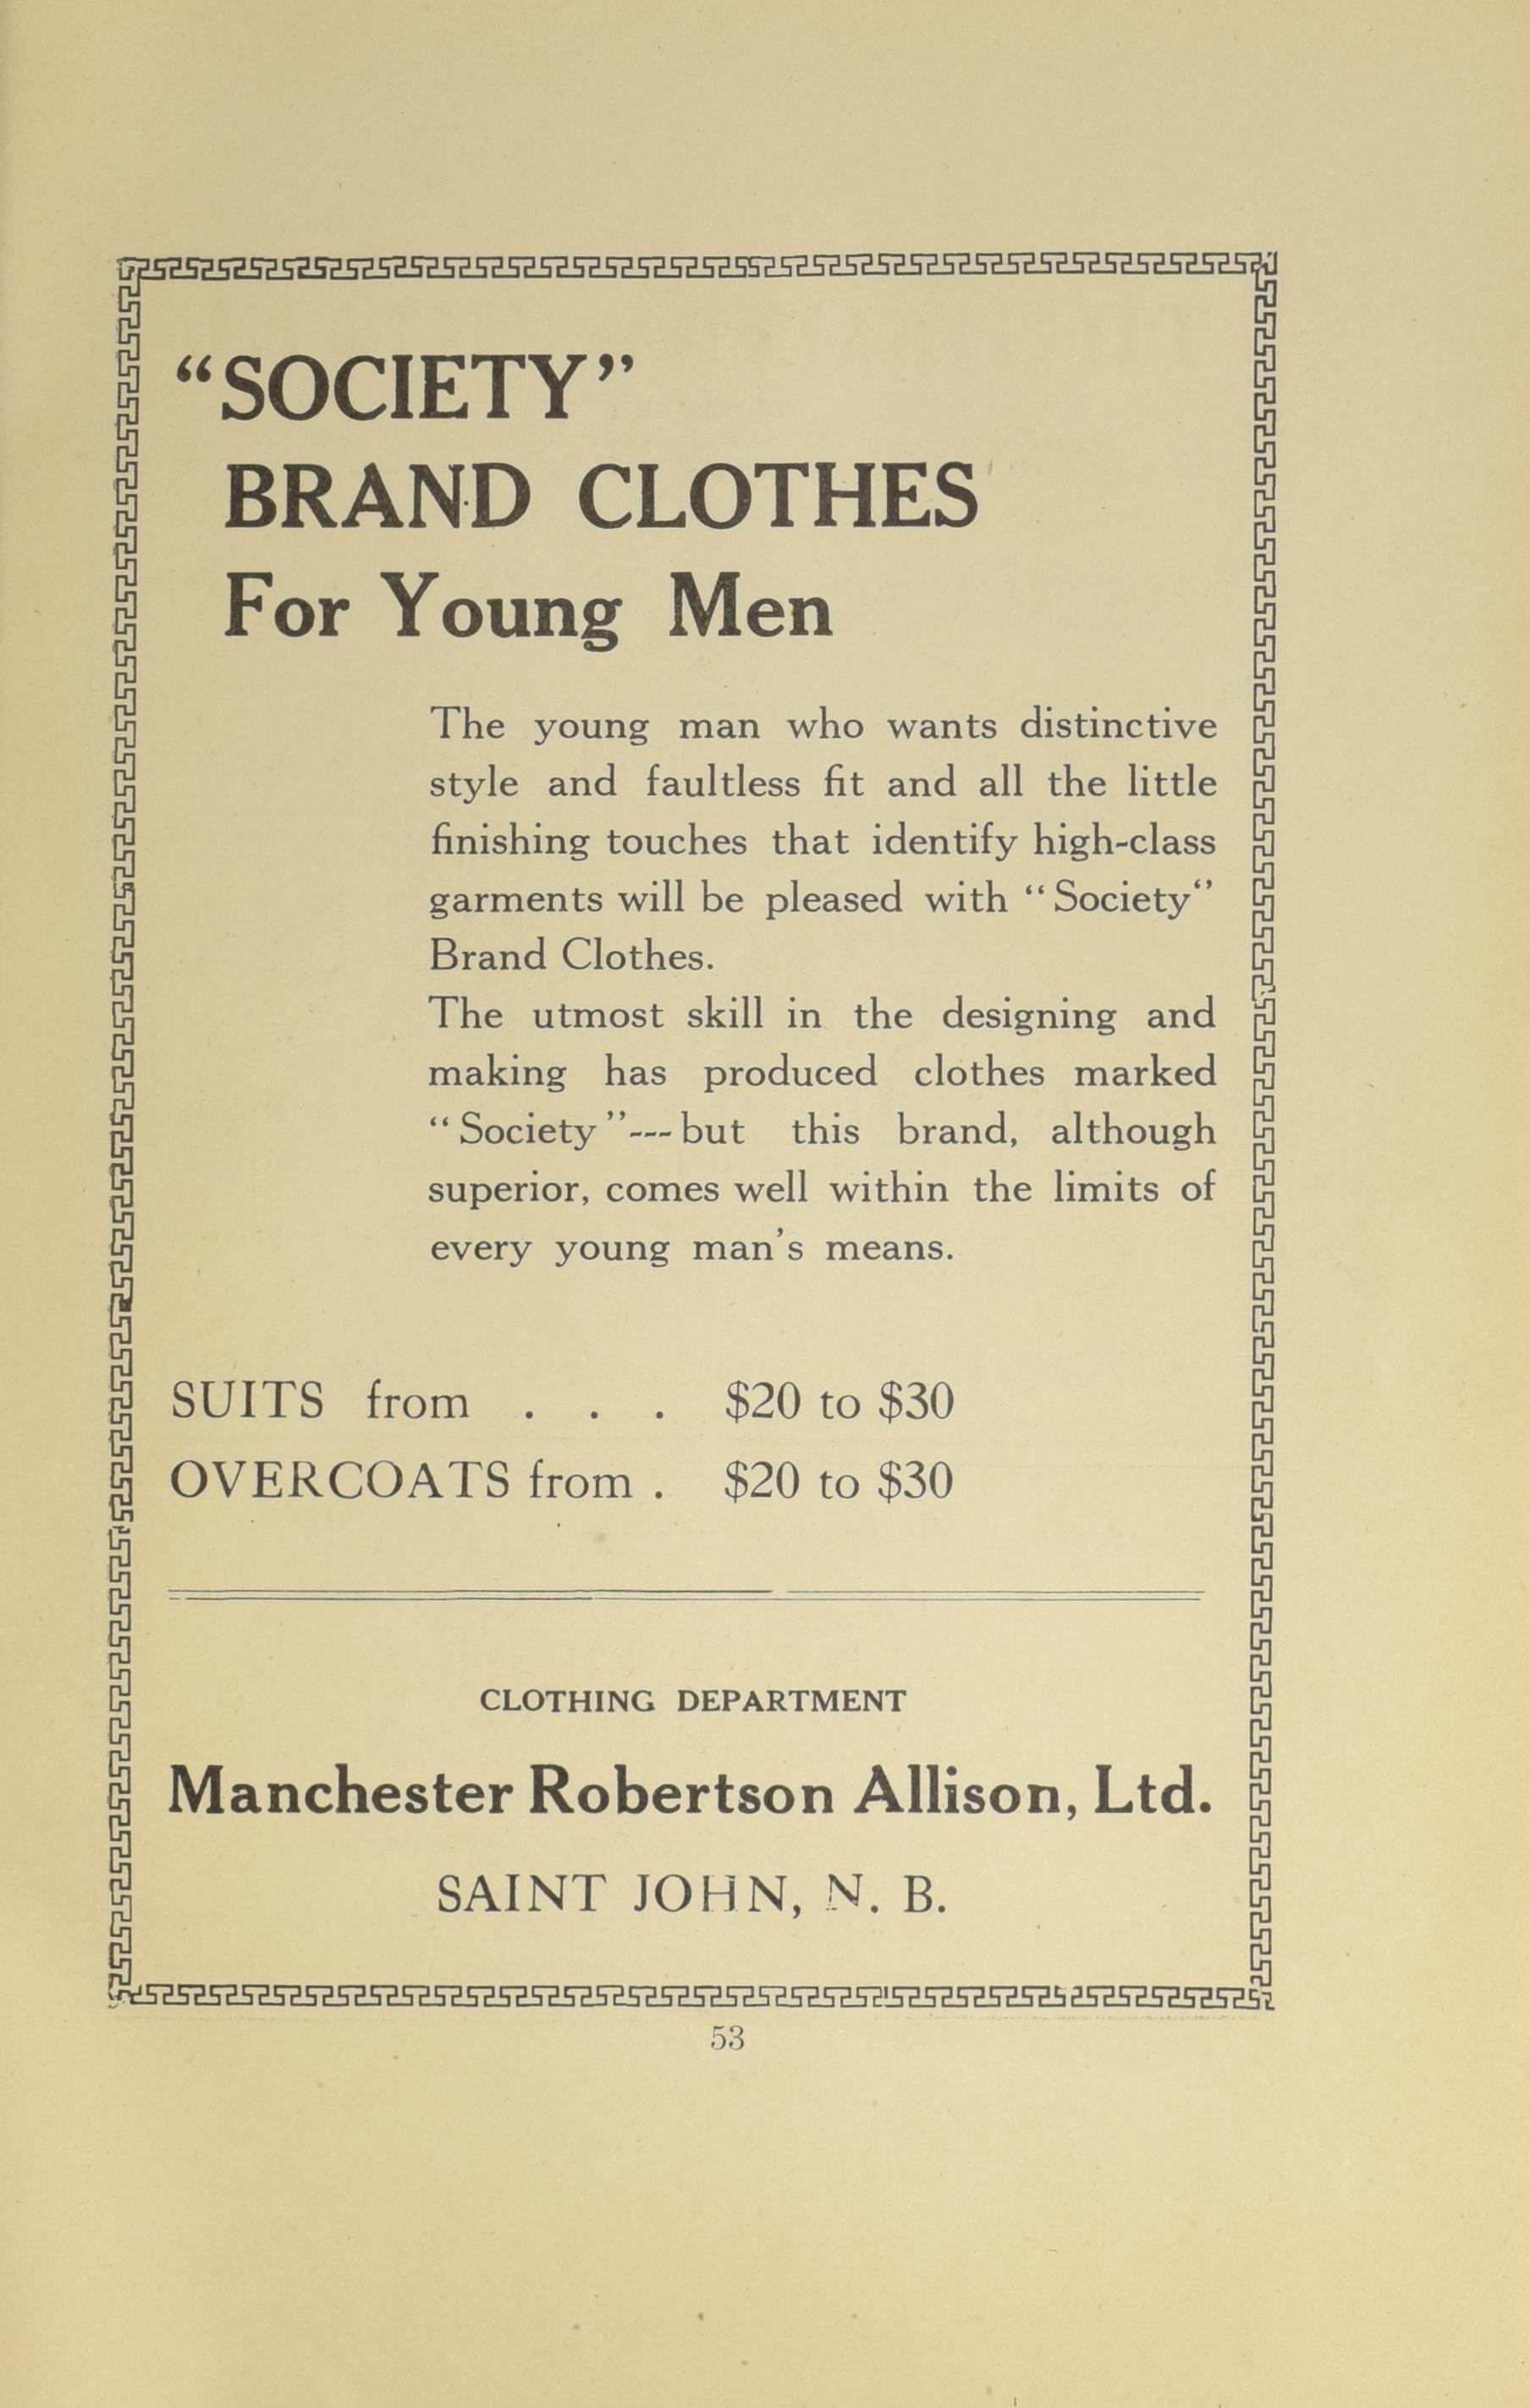 “SOCIETY”
BRAND CLOTHES
For Young Men
The young man who wants distinctive
style and faultless fit and all the little
finishing touches that identify high-class
garments will be pleased with “Society“
Brand Clothes.
The utmost skill in the designing and
making has produced clothes marked
“Society”---but this brand, although
superior, comes well within the limits of
every young man's means.
SUITS from . . . $20 to $30
OVERCOATS from . $20 to $30
CLOTHING DEPARTMENT
Manchester Robertson Allison, Ltd.
SAINT JOHN, N. B.
53